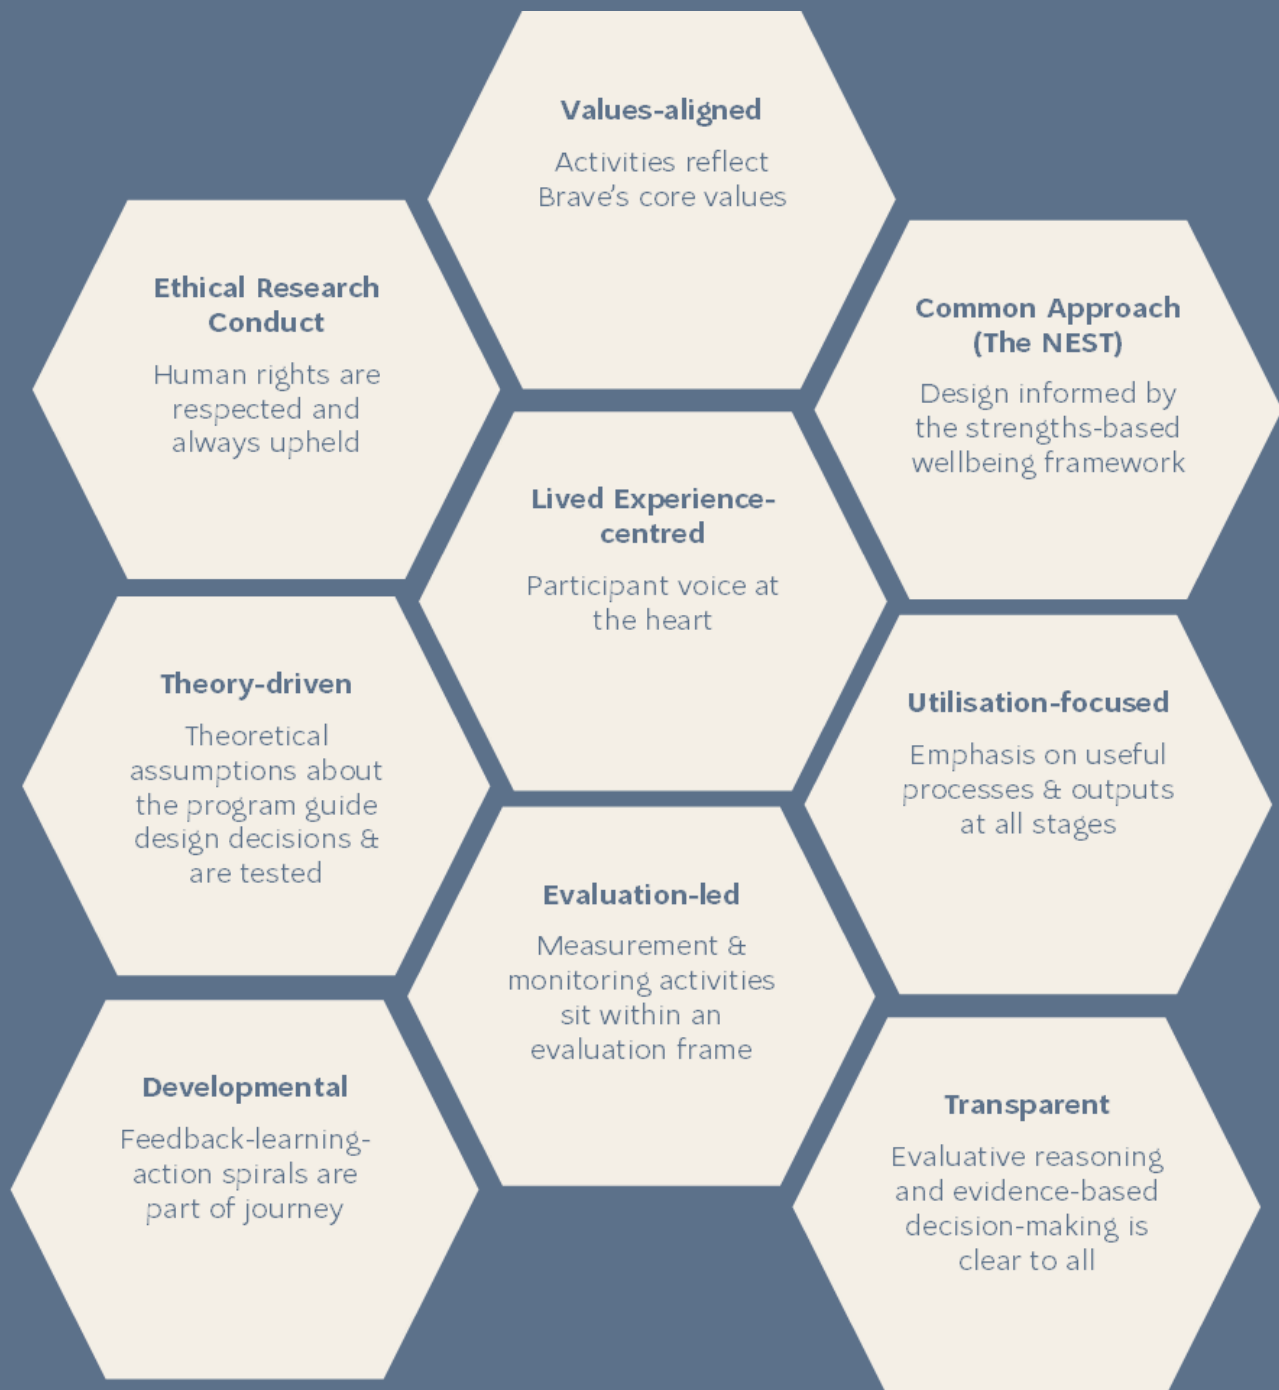 Values-aligned
Activities reflect
Brave's core values
Ethical Research
Conduct
Human rights are
respected and
always upheld
Common Approach
(The NEST)
Design informed by
the strengths-based
wellbeing framework
Lived Experience-
centred
Participant voice at
the heart
Theory-driven
Theoretical
assumptions about
the program guide
design decisions &
are tested
Utilisation-focused
Emphasis on useful
processes & outputs
at all stages
Evaluation-led
Measurement &
monitoring activities
sit within an
evaluation frame
Developmental
Feedback-learning-
action spirals are
part of journey
Transparent
Evaluative reasoning
and evidence-based
decision-making is
clear to all